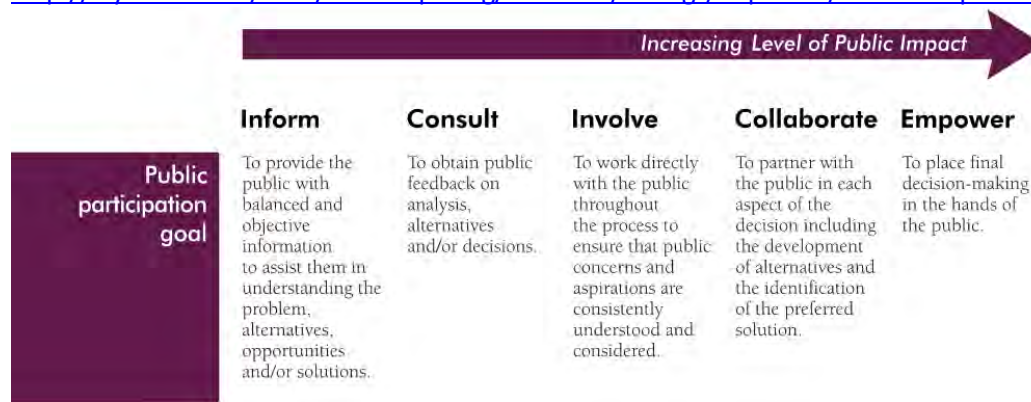 Increasing Level of Public Impact
Inform
Consult
Involve
Collaborate
Empower
Public
participation
goal
To provide the
public with
balanced and
objective
information
to assist them in
understanding the
problem,
alternatives,
opportunities
and/or solutions.
To obtain public
feedback on
analysis,
alternatives
and/or decisions.
To work directly
with the public
throughout
the process to
ensure that public
concerns and
aspirations are
consistently
understood and
considered.
To partner with
the public in each
aspect of the
decision including
the development
of alternatives and
the identification
of the preferred
solution.
To place final
decision-making
in the hands of
the public.